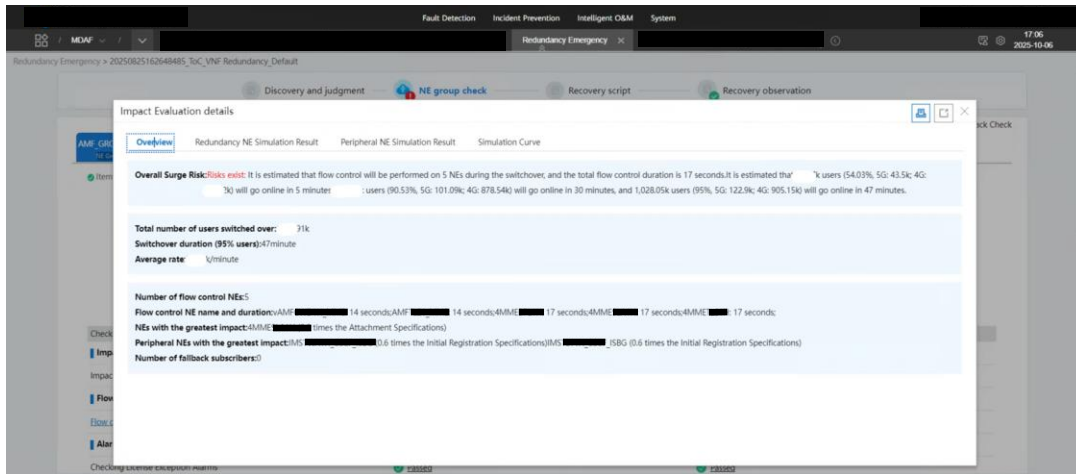 Fault Detection Incident Prevention Intelligent O&M System
/ MDAF / Redundancy Emergency × 17:06
2025-10-06
Redundancy Emergency > 20250825162648485_ToC_VNF Redundancy_Default
Discovery and judgment NE group check Recovery script Recovery observation
Impact Evaluation details
ck Check
AMF_GRO
Overview Redundancy NE Simulation Result Peripheral NE Simulation Result Simulation Curve
Item
Overall Surge Risk:Risks exist: It is estimated that flow control will be performed on 5 NEs during the switchover, and the total flow control duration is 17 seconds.It is estimated tha k users (54.03%, 5G: 43.5k; 4G:
k) will go online in 5 minutes users (90.53%, 5G: 101.09k; 4G: 878.54k) will go online in 30 minutes, and 1,028.05k users (95%, 5G: 122.9k; 4G: 905.15k) will go online in 47 minutes.
Total number of users switched over: 91k
Switchover duration (95% users):47minute
Average rate: k/minute
Number of flow control NEs:5
Flow control NE name and duration:vAMF 14 seconds;AMF 14 seconds;4MME 17 seconds;4MME 17 seconds;4MME 17 seconds;
NEs with the greatest impact:4MME times the Attachment Specifications)
Peripheral NEs with the greatest impact:IMS (0.6 times the Initial Registration Specifications)IMS _ISBG (0.6 times the Initial Registration Specifications)
Number of fallback subscribers:0
Check
Imp
Impac
Flow
Flow c
Alar
Checking License Exception Alarms Passed Passed